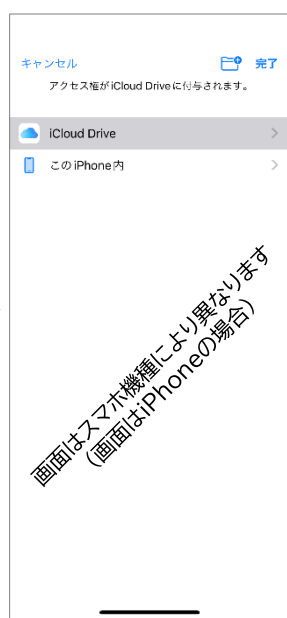 キャンセル 完了
アクセス権がiCloud Driveに付与されます。
iCloud Drive
このiPhone内
画面はスマホ機種により異なります
（画面はiPhoneの場合）